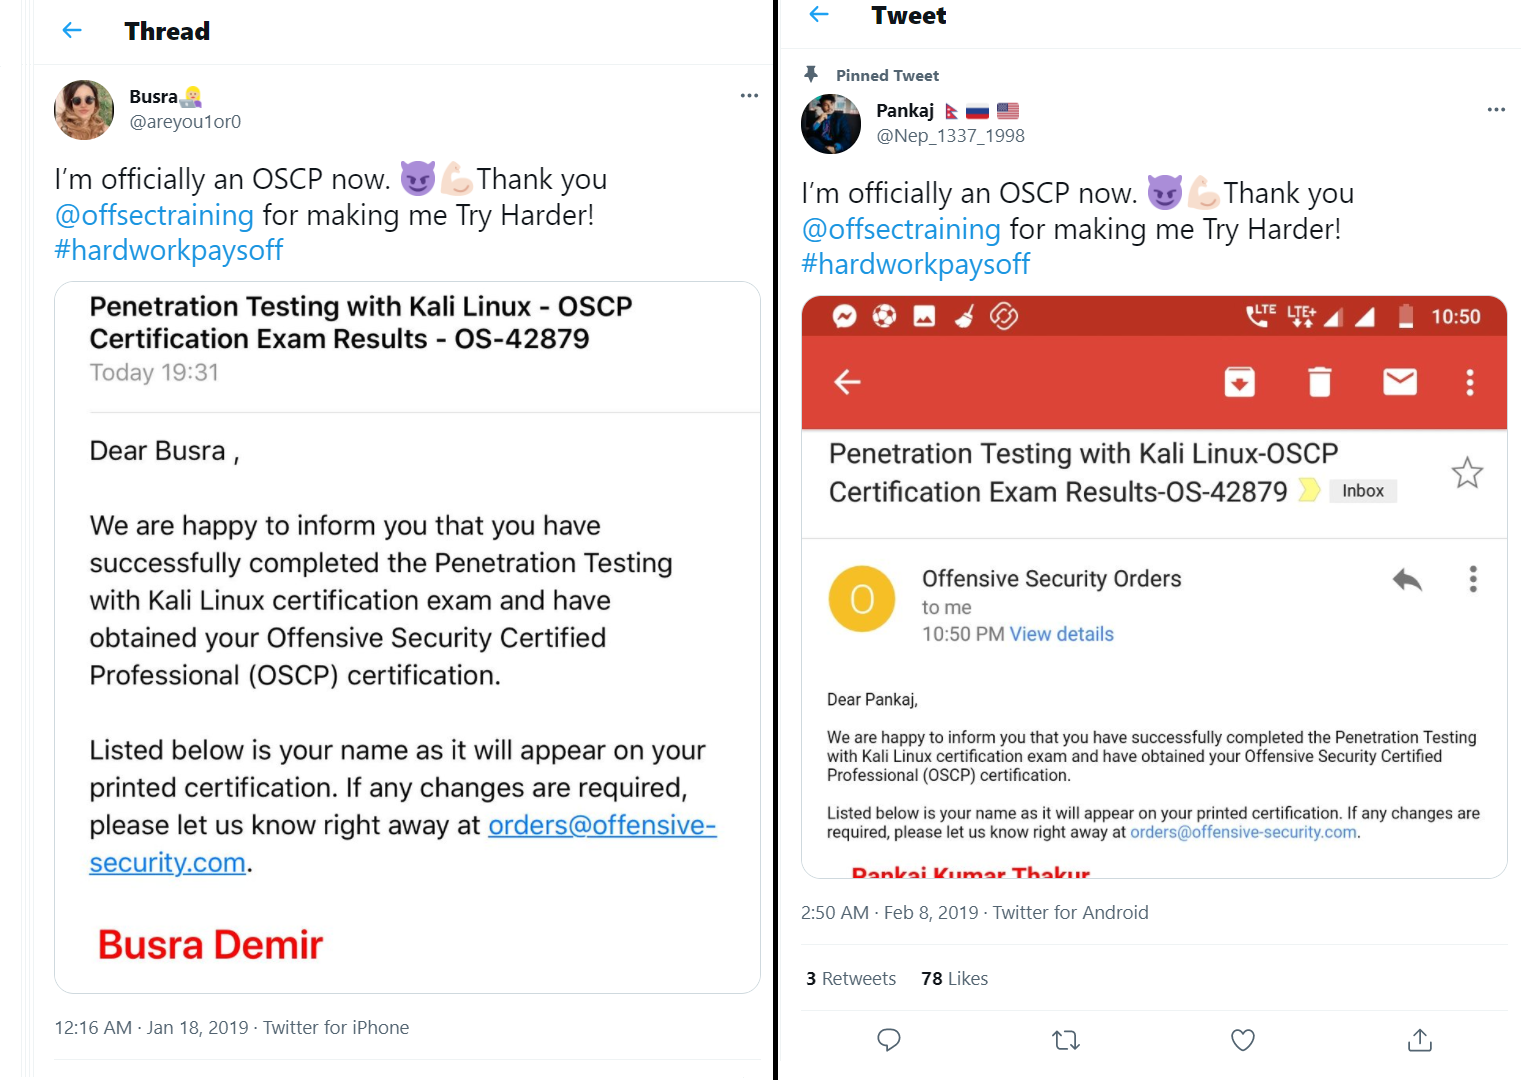 Thread
Busra👩🏼‍💻
@areyou1or0
I’m officially an OSCP now. 😈💪🏻Thank you
@offsectraining for making me Try Harder!
#hardworkpaysoff
Penetration Testing with Kali Linux - OSCP
Certification Exam Results - OS-42879
Today 19:31
Dear Busra ,
We are happy to inform you that you have
successfully completed the Penetration Testing
with Kali Linux certification exam and have
obtained your Offensive Security Certified
Professional (OSCP) certification.
Listed below is your name as it will appear on your
printed certification. If any changes are required,
please let us know right away at orders@offensive-
security.com.
Busra Demir
12:16 AM · Jan 18, 2019 · Twitter for iPhone
Tweet
Pinned Tweet
Pankaj 🇳🇵 🇷🇺 🇺🇸
@Nep_1337_1998
I’m officially an OSCP now. 😈💪🏻Thank you
@offsectraining for making me Try Harder!
#hardworkpaysoff
LTE LTE+ 10:50
Penetration Testing with Kali Linux-OSCP
Certification Exam Results-OS-42879 Inbox
O
Offensive Security Orders
to me
10:50 PM View details
Dear Pankaj,
We are happy to inform you that you have successfully completed the Penetration Testing
with Kali Linux certification exam and have obtained your Offensive Security Certified
Professional (OSCP) certification.
Listed below is your name as it will appear on your printed certification. If any changes are
required, please let us know right away at orders@offensive-security.com.
Pankaj Kumar Thakur
2:50 AM · Feb 8, 2019 · Twitter for Android
3 Retweets 78 Likes